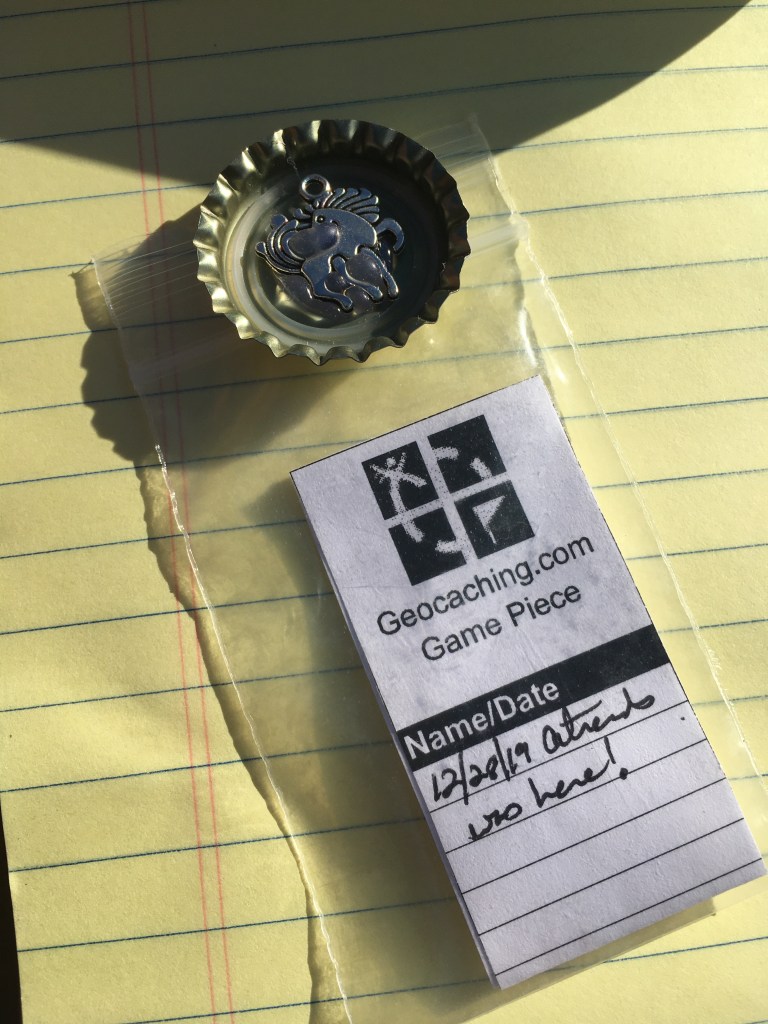 Geocaching.com
Game Piece
Name/Date
12/28/19
was here!